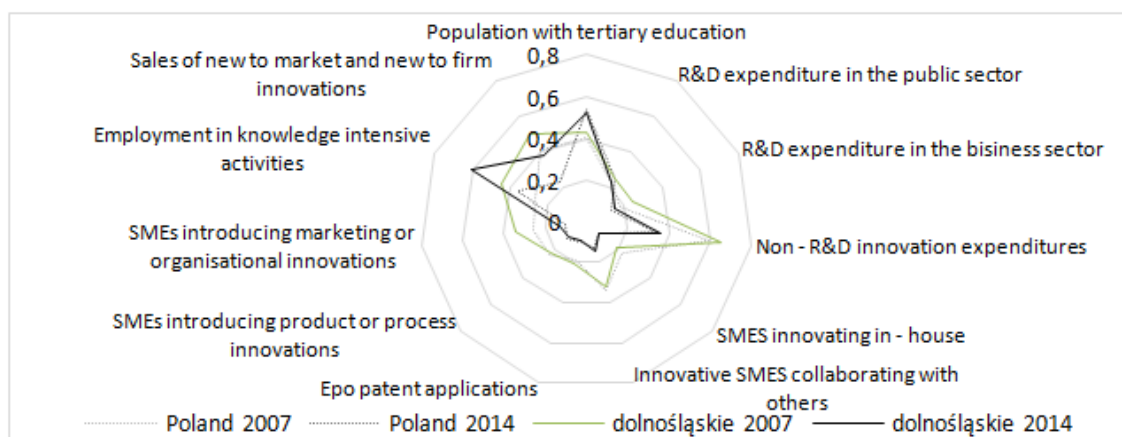 Population with tertiary education
Sales of new to market and new to firm
innovations
R&D expenditure in the public sector
Employment in knowledge intensive
activities
R&D expenditure in the bisiness sector
SMEs introducing marketing or
organisational innovations
Non - R&D innovation expenditures
SMEs introducing product or process
innovations
SMES innovating in - house
Epo patent applications
Innovative SMES collaborating with
others
0,8
0,6
0,4
0,2
0
Poland 2007
Poland 2014
dolnośląskie 2007
dolnośląskie 2014